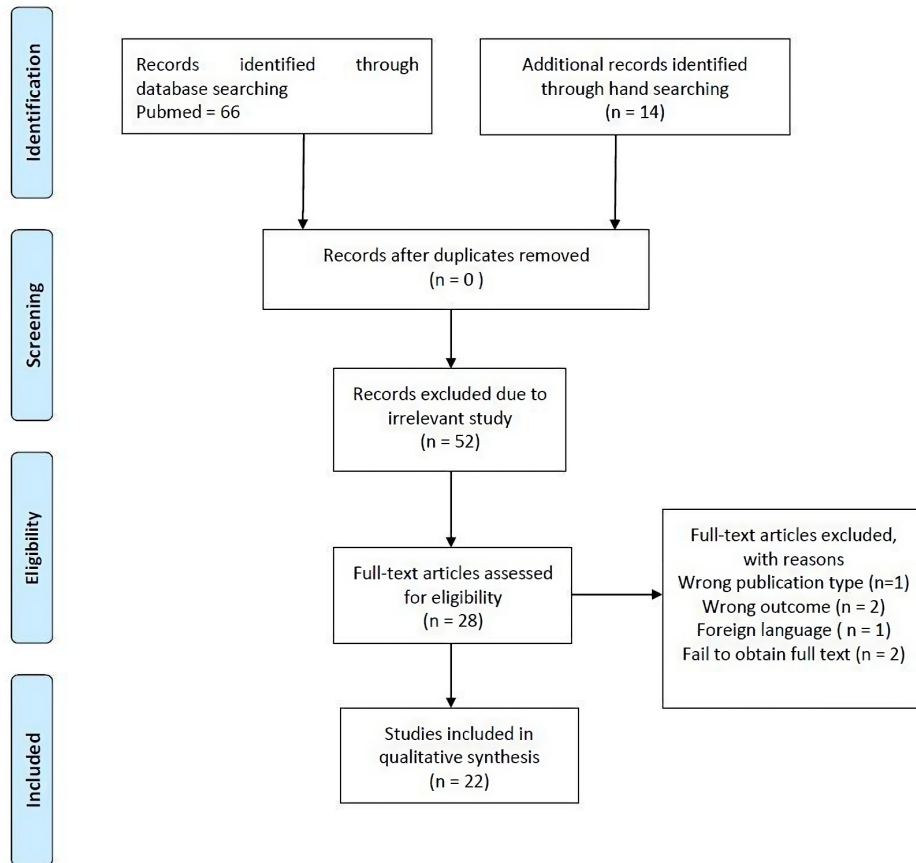 Identification
Records identified through
database searching
Pubmed = 66
Additional records identified
through hand searching
(n = 14)
Screening
Records after duplicates removed
(n = 0 )
Records excluded due to
irrelevant study
(n = 52)
Eligibility
Full-text articles assessed
for eligibility
(n = 28)
Full-text articles excluded,
with reasons
Wrong publication type (n=1)
Wrong outcome (n = 2)
Foreign language ( n = 1)
Fail to obtain full text (n = 2)
Included
Studies included in
qualitative synthesis
(n = 22)